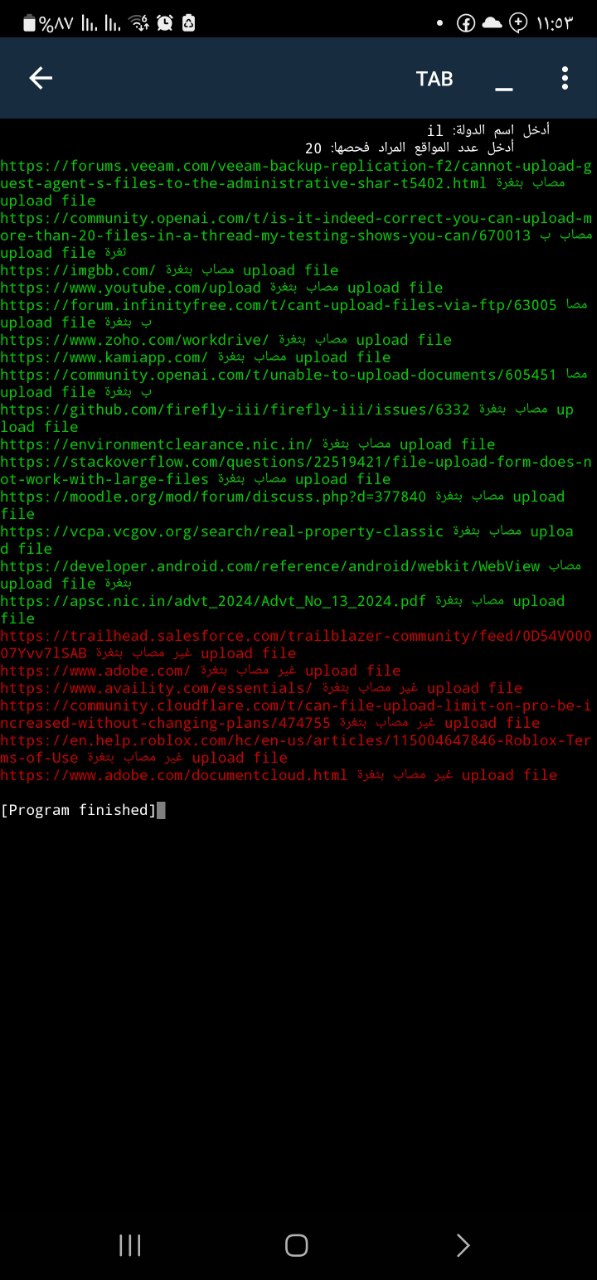 %٨٧ ١١:٥٣
TAB
أدخل اسم الدولة: il
أدخل عدد المواقع المراد فحصها: 20
https://forums.veeam.com/veeam-backup-replication-f2/cannot-upload-g
uest-agent-s-files-to-the-administrative-shar-t5402.html مصاب بثغرة
upload file
https://community.openai.com/t/is-it-indeed-correct-you-can-upload-m
ore-than-20-files-in-a-thread-my-testing-shows-you-can/670013 مصاب ب
upload file ثغرة
https://imgbb.com/ مصاب بثغرة upload file
https://www.youtube.com/upload مصاب بثغرة upload file
https://forum.infinityfree.com/t/cant-upload-files-via-ftp/63005 مصا
upload file ب بثغرة
https://www.zoho.com/workdrive/ مصاب بثغرة upload file
https://www.kamiapp.com/ مصاب بثغرة upload file
https://community.openai.com/t/unable-to-upload-documents/605451 مصا
upload file ب بثغرة
https://github.com/firefly-iii/firefly-iii/issues/6332 مصاب بثغرة up
load file
https://environmentclearance.nic.in/ مصاب بثغرة upload file
https://stackoverflow.com/questions/22519421/file-upload-form-does-n
ot-work-with-large-files مصاب بثغرة upload file
https://moodle.org/mod/forum/discuss.php?d=377840 مصاب بثغرة upload
file
https://vcpa.vcgov.org/search/real-property-classic مصاب بثغرة uploa
d file
https://developer.android.com/reference/android/webkit/WebView مصاب
upload file بثغرة
https://apsc.nic.in/advt_2024/Advt_No_13_2024.pdf مصاب بثغرة upload
file
https://trailhead.salesforce.com/trailblazer-community/feed/0D54V000
07Yvv7lSAB غير مصاب بثغرة upload file
https://www.adobe.com/ غير مصاب بثغرة upload file
https://www.availity.com/essentials/ غير مصاب بثغرة upload file
https://community.cloudflare.com/t/can-file-upload-limit-on-pro-be-i
ncreased-without-changing-plans/474755 غير مصاب بثغرة upload file
https://en.help.roblox.com/hc/en-us/articles/115004647846-Roblox-Ter
ms-of-Use غير مصاب بثغرة upload file
https://www.adobe.com/documentcloud.html غير مصاب بثغرة upload file
[Program finished]